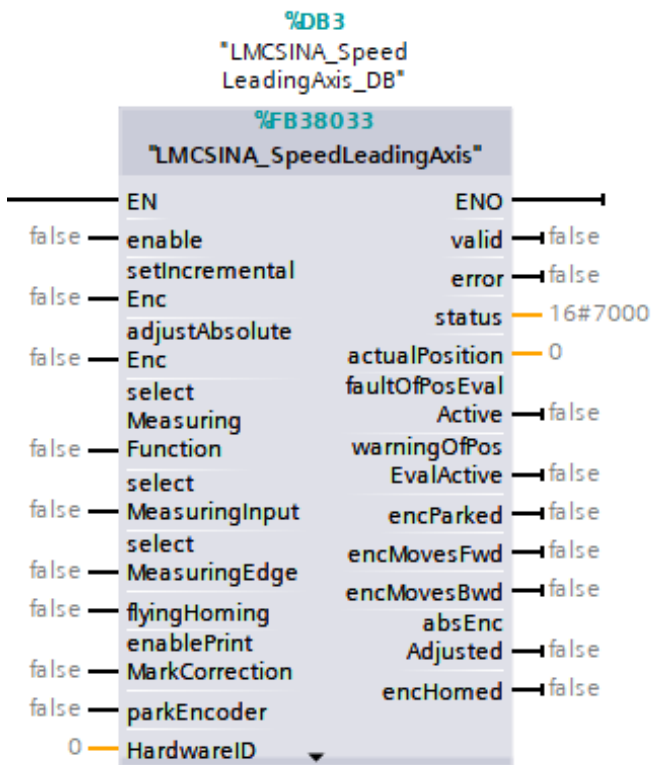 %DB3
"LMCSINA_Speed
LeadingAxis_DB"
%FB38033
"LMCSINA_SpeedLeadingAxis"
EN
ENO
false
enable
valid
false
setIncremental
false
Enc
error
false
adjustAbsolute
false
Enc
status
16#7000
actualPosition
0
select
Measuring
false
Function
faultOfPosEval
Active
false
select
false
MeasuringInput
warningOfPos
EvalActive
false
select
false
MeasuringEdge
encParked
false
false
flyingHoming
encMovesFwd
false
enablePrint
false
MarkCorrection
encMovesBwd
false
false
parkEncoder
absEnc
Adjusted
false
0
HardwareID
encHomed
false